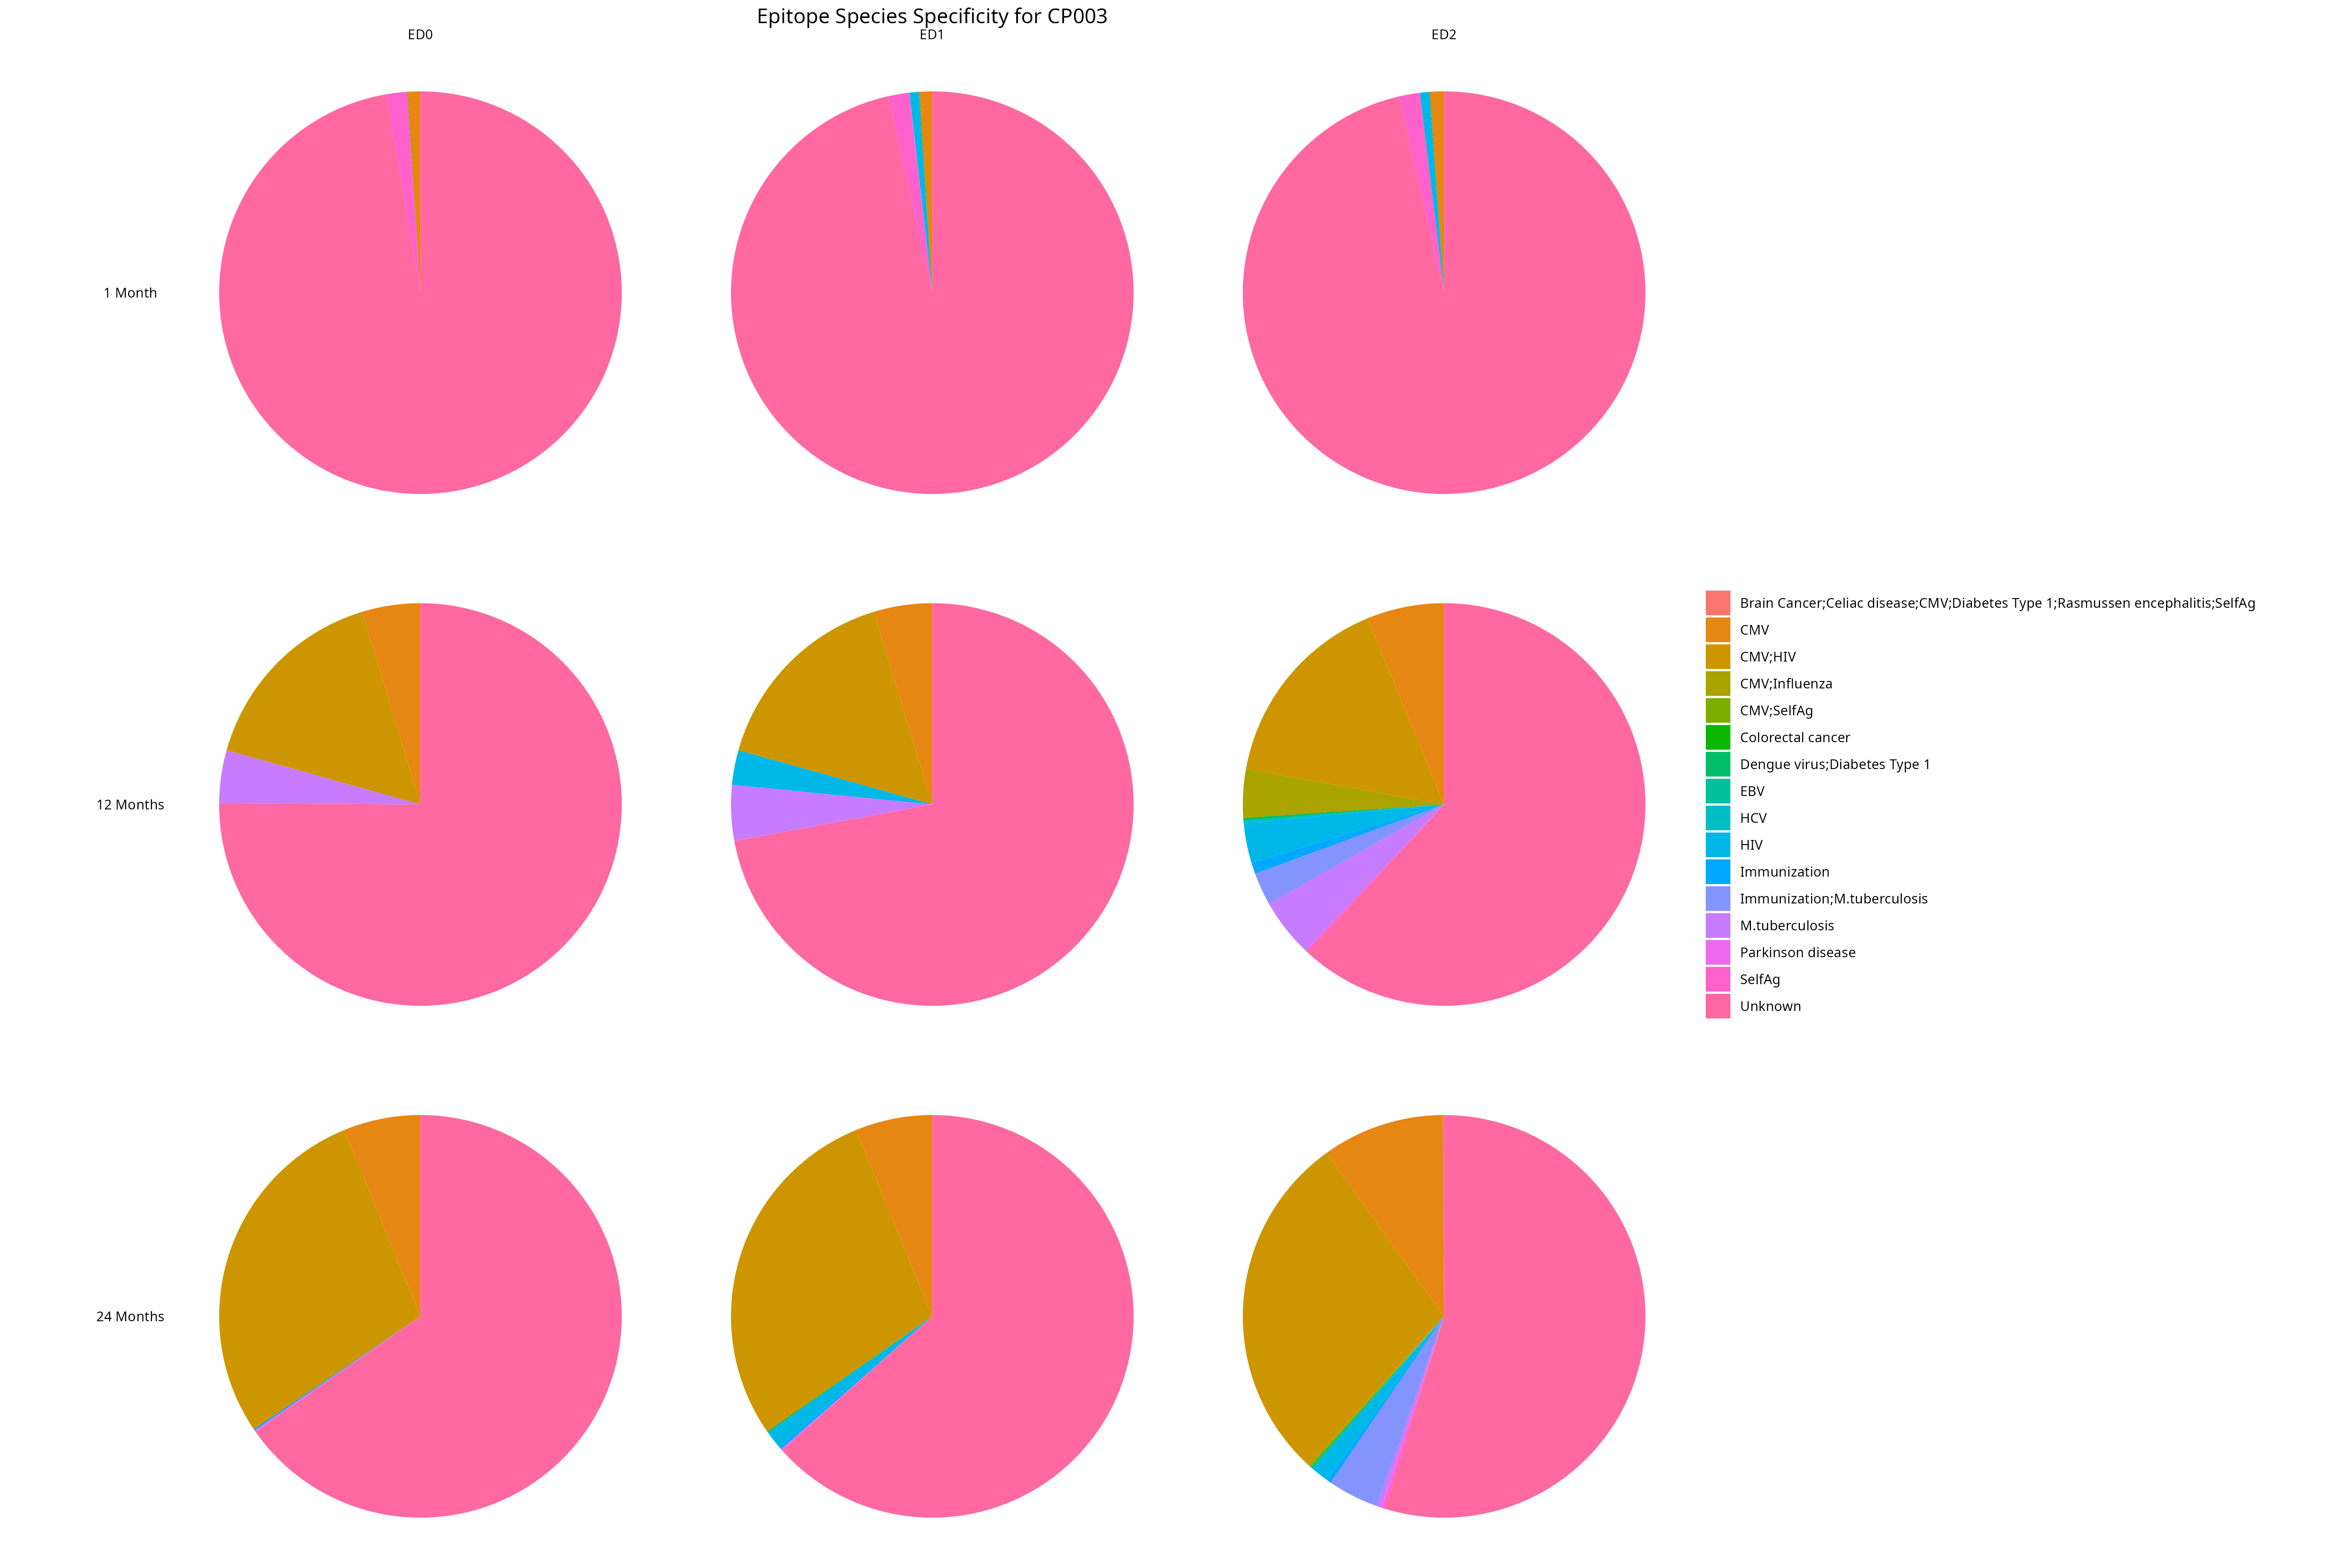 Epitope Species Specificity for CP003
ED0
ED1
ED2
1 Month
12 Months
24 Months
Brain Cancer;Celiac disease;CMV;Diabetes Type 1;Rasmussen encephalitis;SelfAg
CMV
CMV;HIV
CMV;Influenza
CMV;SelfAg
Colorectal cancer
Dengue virus;Diabetes Type 1
EBV
HCV
HIV
Immunization
Immunization;M.tuberculosis
M.tuberculosis
Parkinson disease
SelfAg
Unknown